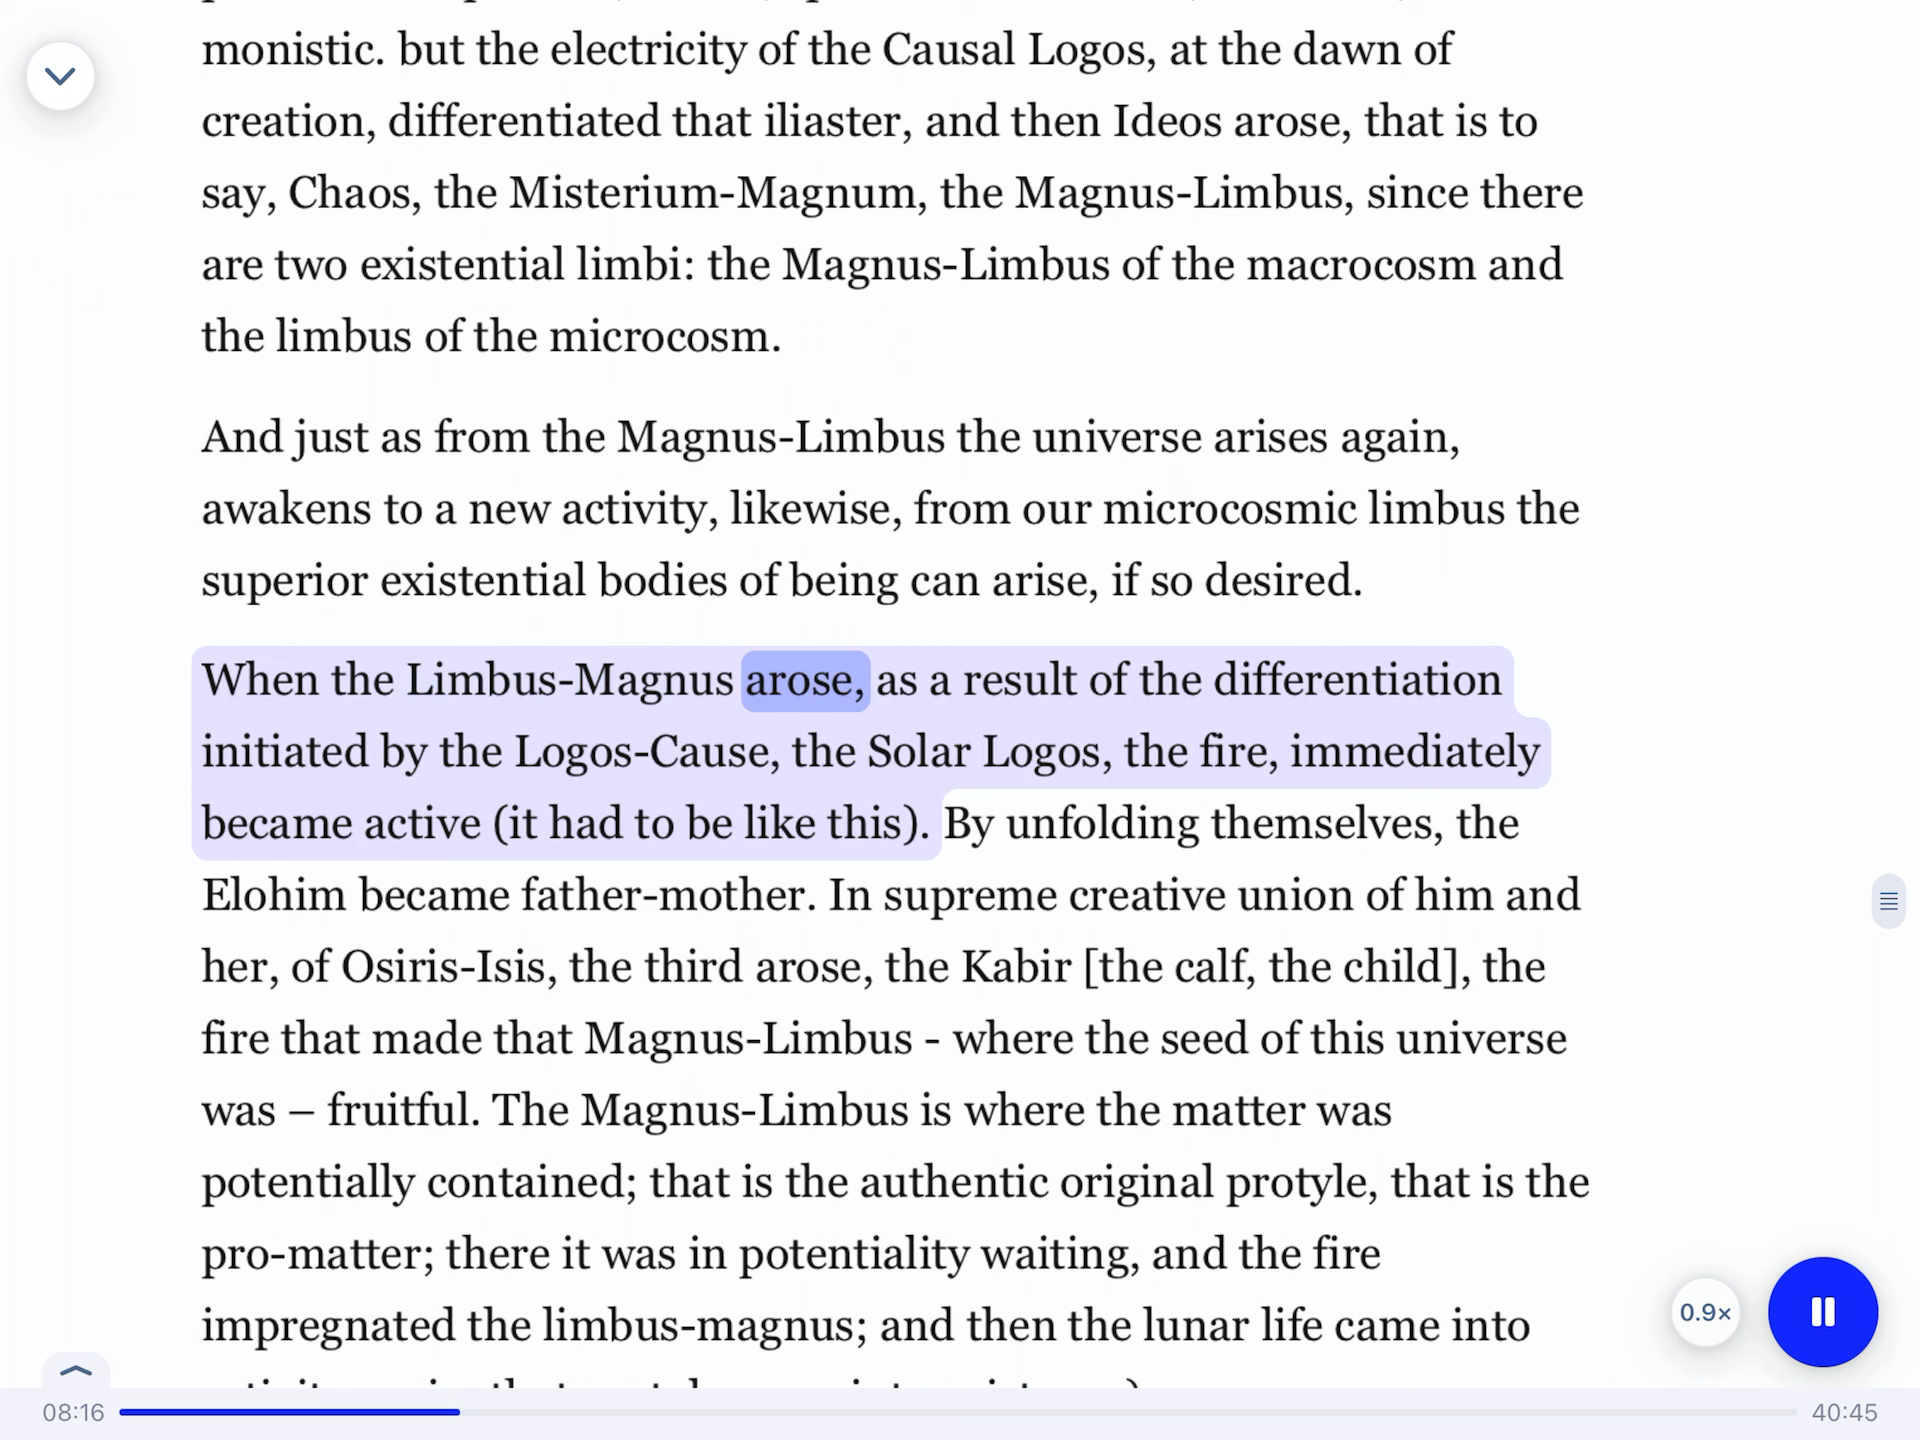 monistic. but the electricity of the Causal Logos, at the dawn of
creation, differentiated that iliaster, and then Ideos arose, that is to
say, Chaos, the Misterium-Magnum, the Magnus-Limbus, since there
are two existential limbi: the Magnus-Limbus of the macrocosm and
the limbus of the microcosm.
And just as from the Magnus-Limbus the universe arises again,
awakens to a new activity, likewise, from our microcosmic limbus the
superior existential bodies of being can arise, if so desired.
When the Limbus-Magnus arose, as a result of the differentiation
initiated by the Logos-Cause, the Solar Logos, the fire, immediately
became active (it had to be like this). By unfolding themselves, the
Elohim became father-mother. In supreme creative union of him and
her, of Osiris-Isis, the third arose, the Kabir [the calf, the child], the
fire that made that Magnus-Limbus - where the seed of this universe
was – fruitful. The Magnus-Limbus is where the matter was
potentially contained; that is the authentic original protyle, that is the
pro-matter; there it was in potentiality waiting, and the fire
impregnated the limbus-magnus; and then the lunar life came into
0.9×
08:16
40:45